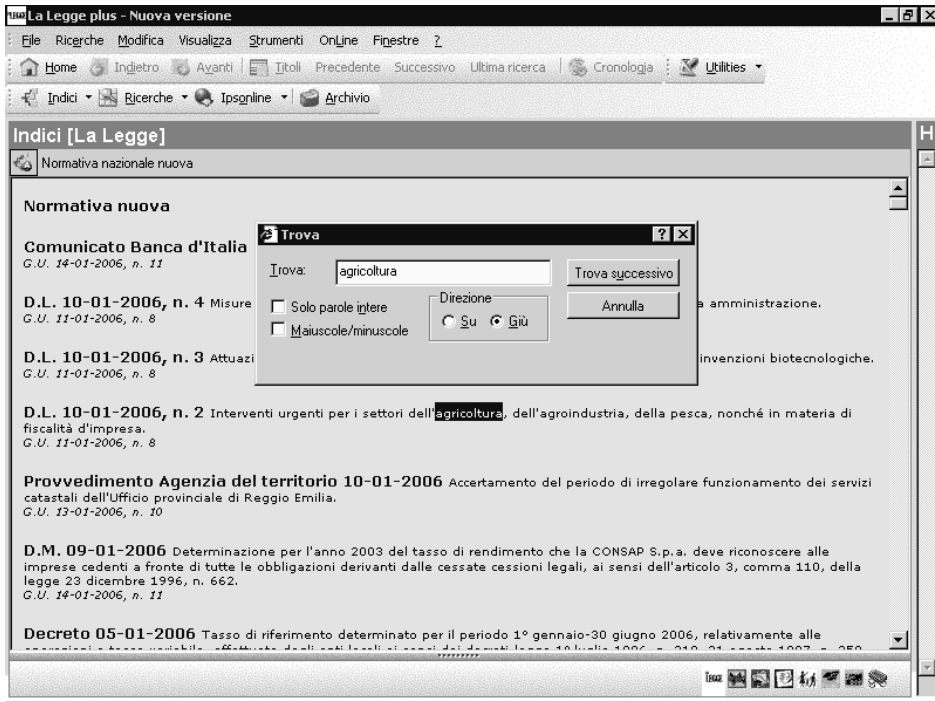 La Legge plus - Nuova versione
File Ricerche Modifica Visualizza Strumenti OnLine Finestre ?
Home Indietro Avanti Titoli Precedente Successivo Ultima ricerca Cronologia Utilities
Indici Ricerche Ipsonline Archivio
Indici [La Legge] H
Normativa nazionale nuova
Normativa nuova
Comunicato Banca d'Italia
G.U. 14-01-2006, n. 11
D.L. 10-01-2006, n. 4 Misure amministrazione.
G.U. 11-01-2006, n. 8
D.L. 10-01-2006, n. 3 Attuazi invenzioni biotecnologiche.
G.U. 11-01-2006, n. 8
Trova
Trova: agricoltura Trova successivo
Solo parole intere Direzione Annulla
Maiuscole/minuscole Su Giù
D.L. 10-01-2006, n. 2 Interventi urgenti per i settori dell'agricoltura, dell'agroindustria, della pesca, nonché in materia di
fiscalità d'impresa.
G.U. 11-01-2006, n. 8
Provvedimento Agenzia del territorio 10-01-2006 Accertamento del periodo di irregolare funzionamento dei servizi
catastali dell'Ufficio provinciale di Reggio Emilia.
G.U. 13-01-2006, n. 10
D.M. 09-01-2006 Determinazione per l'anno 2003 del tasso di rendimento che la CONSAP S.p.a. deve riconoscere alle
imprese cedenti a fronte di tutte le obbligazioni derivanti dalle cessate cessioni legali, ai sensi dell'articolo 3, comma 110, della
legge 23 dicembre 1996, n. 662.
G.U. 14-01-2006, n. 11
Decreto 05-01-2006 Tasso di riferimento determinato per il periodo 1° gennaio-30 giugno 2006, relativamente alle